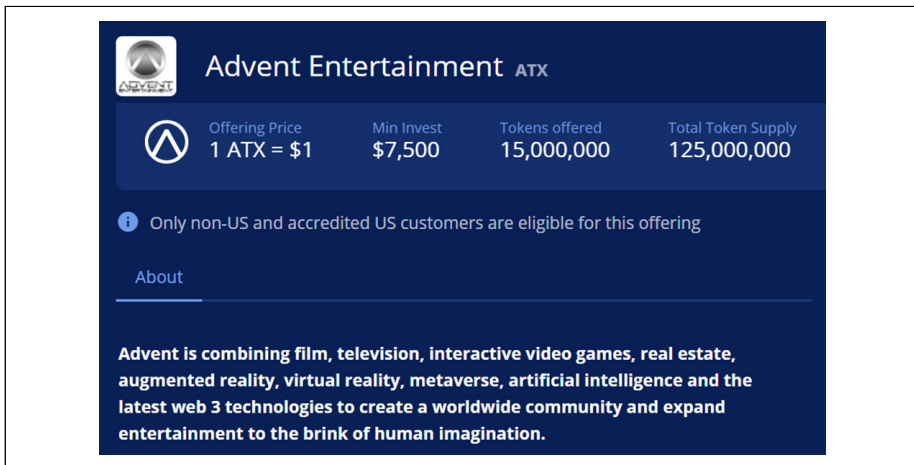 ADVENT
ENTERTAINMENT
Advent Entertainment ATX
Offering Price Min Invest Tokens offered Total Token Supply
1 ATX = $1 $7,500 15,000,000 125,000,000
Only non-US and accredited US customers are eligible for this offering
About
Advent is combining film, television, interactive video games, real estate,
augmented reality, virtual reality, metaverse, artificial intelligence and the
latest web 3 technologies to create a worldwide community and expand
entertainment to the brink of human imagination.